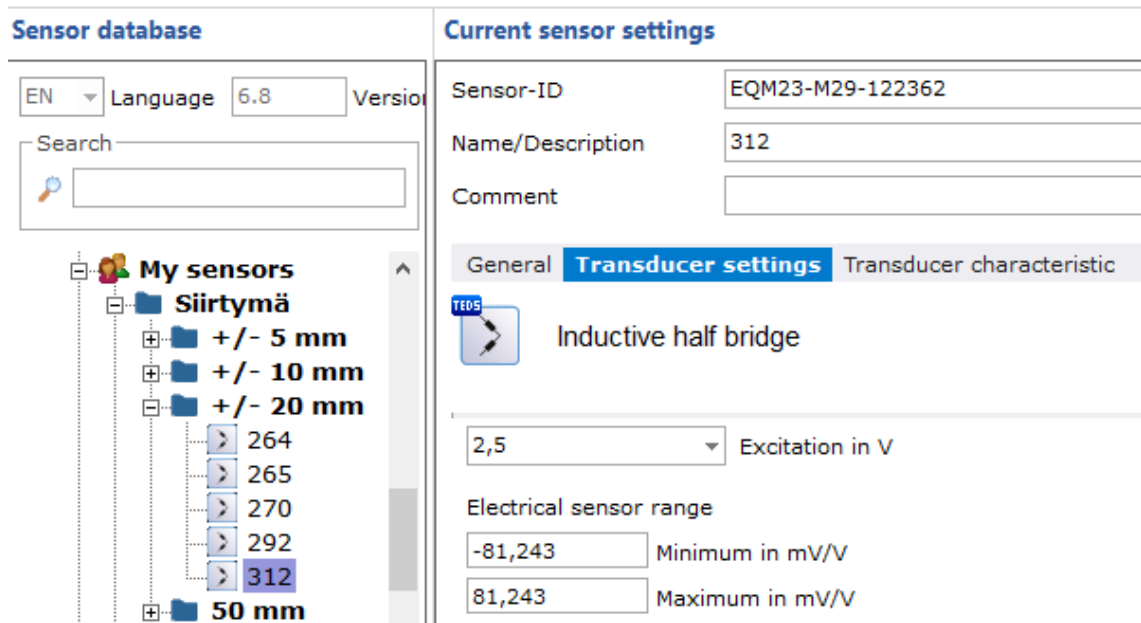 Sensor database
EN Language 6.8 Version
Search
My sensors
Siirtymä
+/- 5 mm
+/- 10 mm
+/- 20 mm
264
265
270
292
312
50 mm
Current sensor settings
Sensor-ID EQM23-M29-122362
Name/Description 312
Comment
General Transducer settings Transducer characteristic
TEDS
Inductive half bridge
2,5 Excitation in V
Electrical sensor range
-81,243 Minimum in mV/V
81,243 Maximum in mV/V